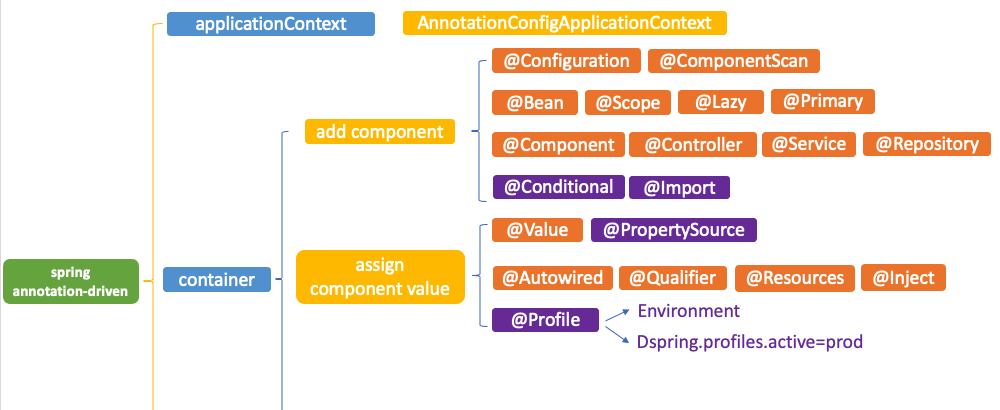 applicationContext AnnotationConfigApplicationContext
@Configuration @ComponentScan
@Bean @Scope @Lazy @Primary
add component
@Component @Controller @Service @Repository
@Conditional @Import
@Value @PropertySource
spring
annotation-driven
container
assign
component value
@Autowired @Qualifier @Resources @Inject
@Profile
Environment
Dspring.profiles.active=prod